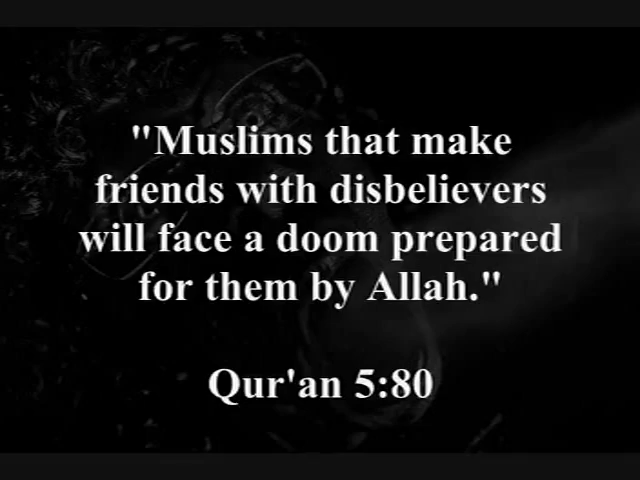 "Muslims that make
friends with disbelievers
will face a doom prepared
for them by Allah."
Qur'an 5:80